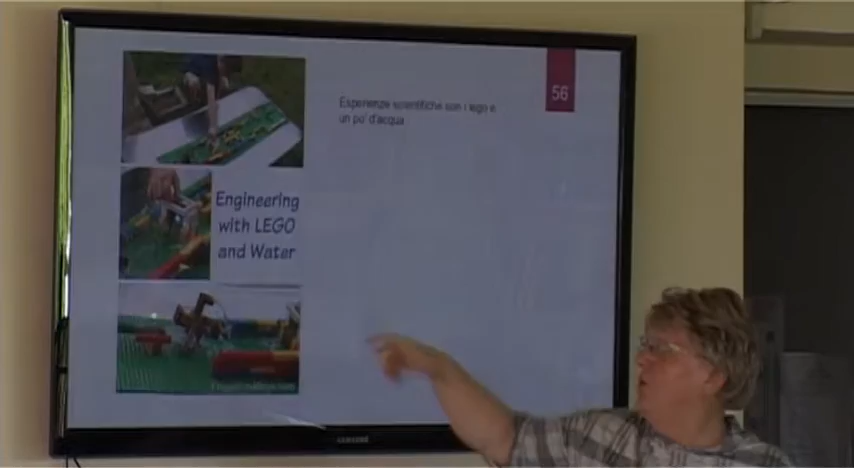 56
Esperienze scientifiche con i lego e
un po' d'acqua
Engineering
with LEGO
and Water
SAMSUNG